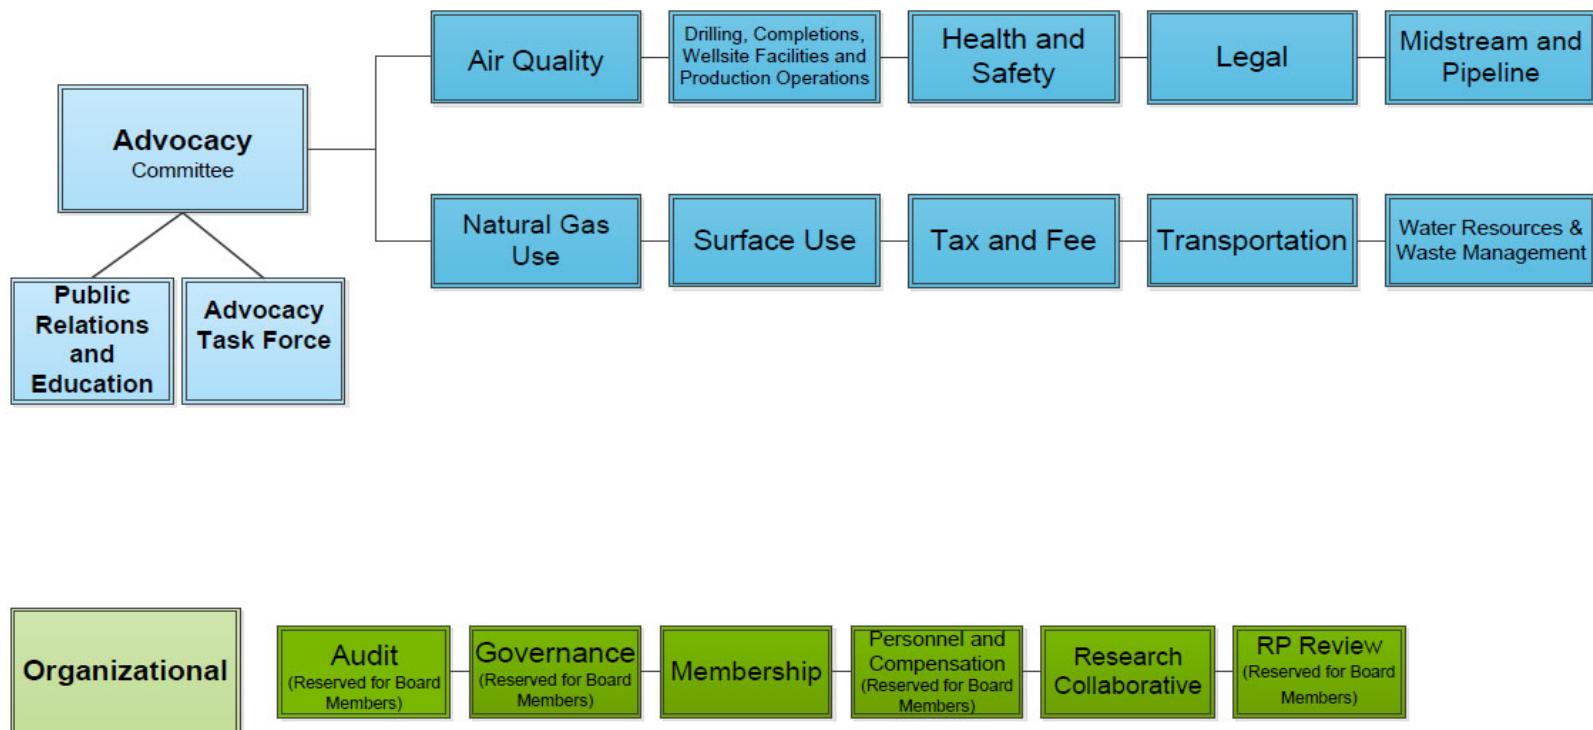 Air Quality
Drilling, Completions,
Wellsite Facilities and
Production Operations
Health and
Safety
Legal
Midstream and
Pipeline
Advocacy
Committee
Natural Gas
Use
Surface Use
Tax and Fee
Transportation
Water Resources &
Waste Management
Public
Relations
and
Education
Advocacy
Task Force
Organizational
Audit
(Reserved for Board
Members)
Governance
(Reserved for Board
Members)
Membership
Personnel and
Compensation
(Reserved for Board
Members)
Research
Collaborative
RP Review
(Reserved for Board
Members)